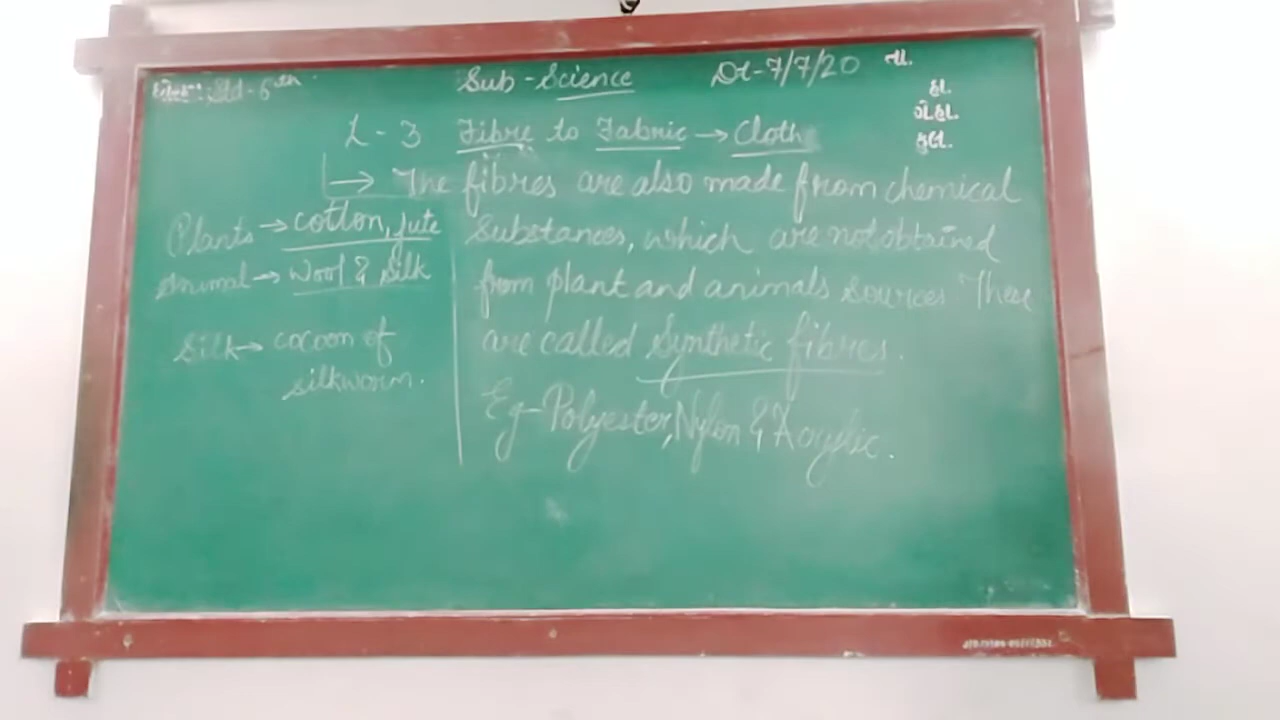 Std-6th
Sub-Science
Dt-7/7/20
તા.
હા.
ગે.હા.
કુલ.
L-3 Fibre to Fabric → Cloth
→ The fibres are also made from chemical
substances, which are not obtained
from plant and animals sources These
are called Synthetic fibres.
Eg-Polyester, Nylon & Acrylic.
Plants → cotton, jute
Animal → Wool & Silk
Silk → cocoon of
silkworm.